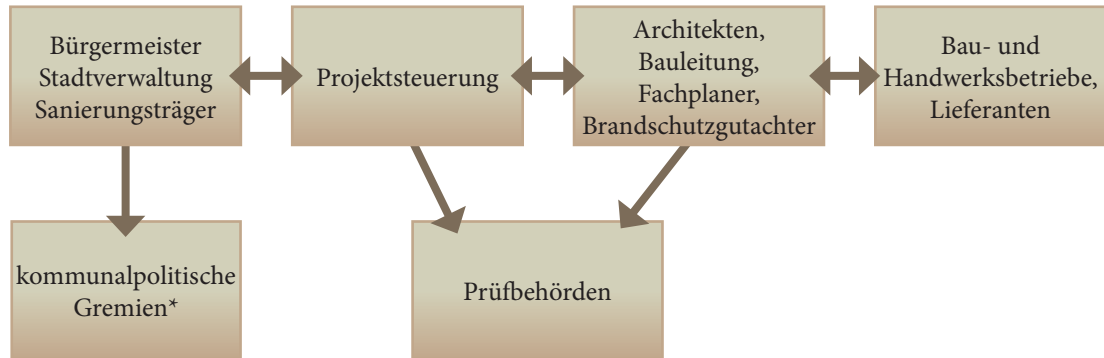 Bürgermeister
Stadtverwaltung
Sanierungsträger
Projektsteuerung
Architekten,
Bauleitung,
Fachplaner,
Brandschutzgutachter
Bau- und
Handwerksbetriebe,
Lieferanten
kommunalpolitische
Gremien*
Prüfbehörden